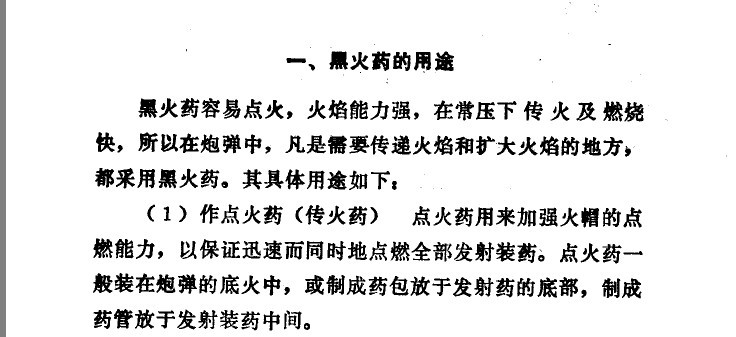 一、黑火药的用途
黑火药容易点火，火焰能力强，在常压下传火及燃烧
快，所以在炮弹中，凡是需要传递火焰和扩大火焰的地方，
都采用黑火药。其具体用途如下：
（1）作点火药（传火药） 点火药用来加强火帽的点
燃能力，以保证迅速而同时地点燃全部发射装药。点火药一
般装在炮弹的底火中，或制成药包放于发射药的底部，制成
药管放于发射装药中间。